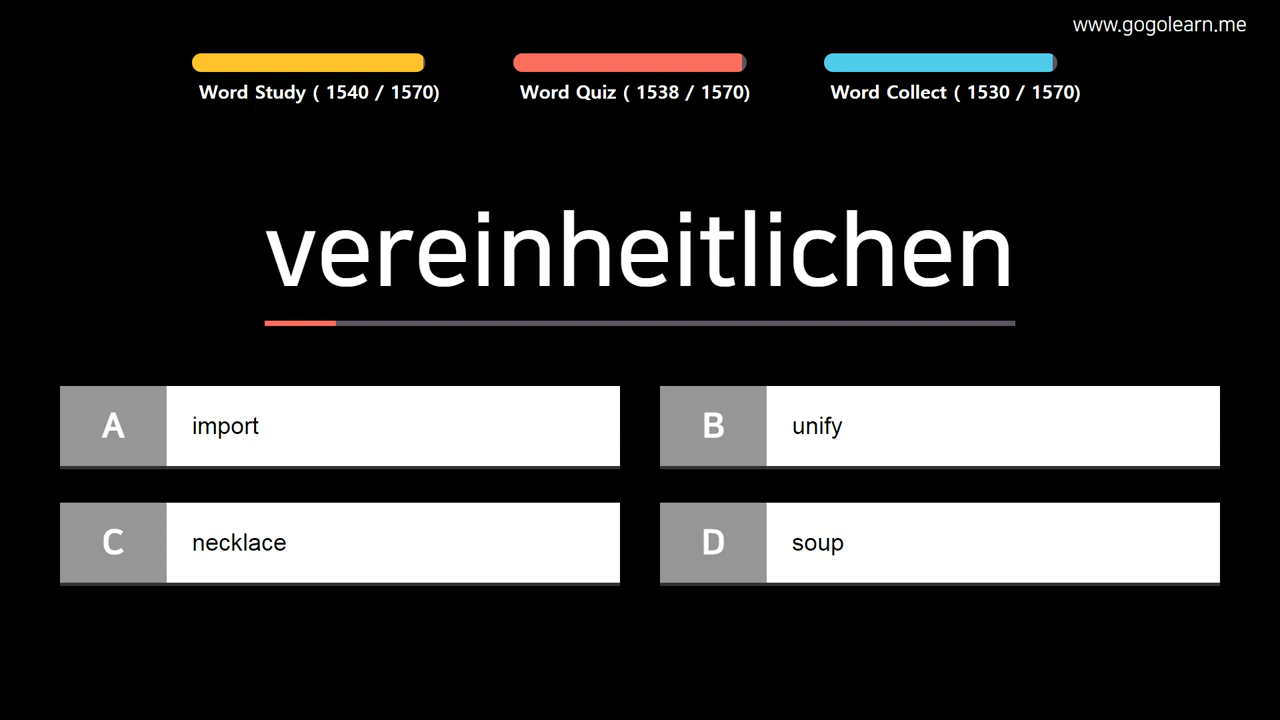 www.gogolearn.me
Word Study ( 1540 / 1570)
Word Quiz ( 1538 / 1570)
Word Collect ( 1530 / 1570)
vereinheitlichen
A import
B unify
C necklace
D soup